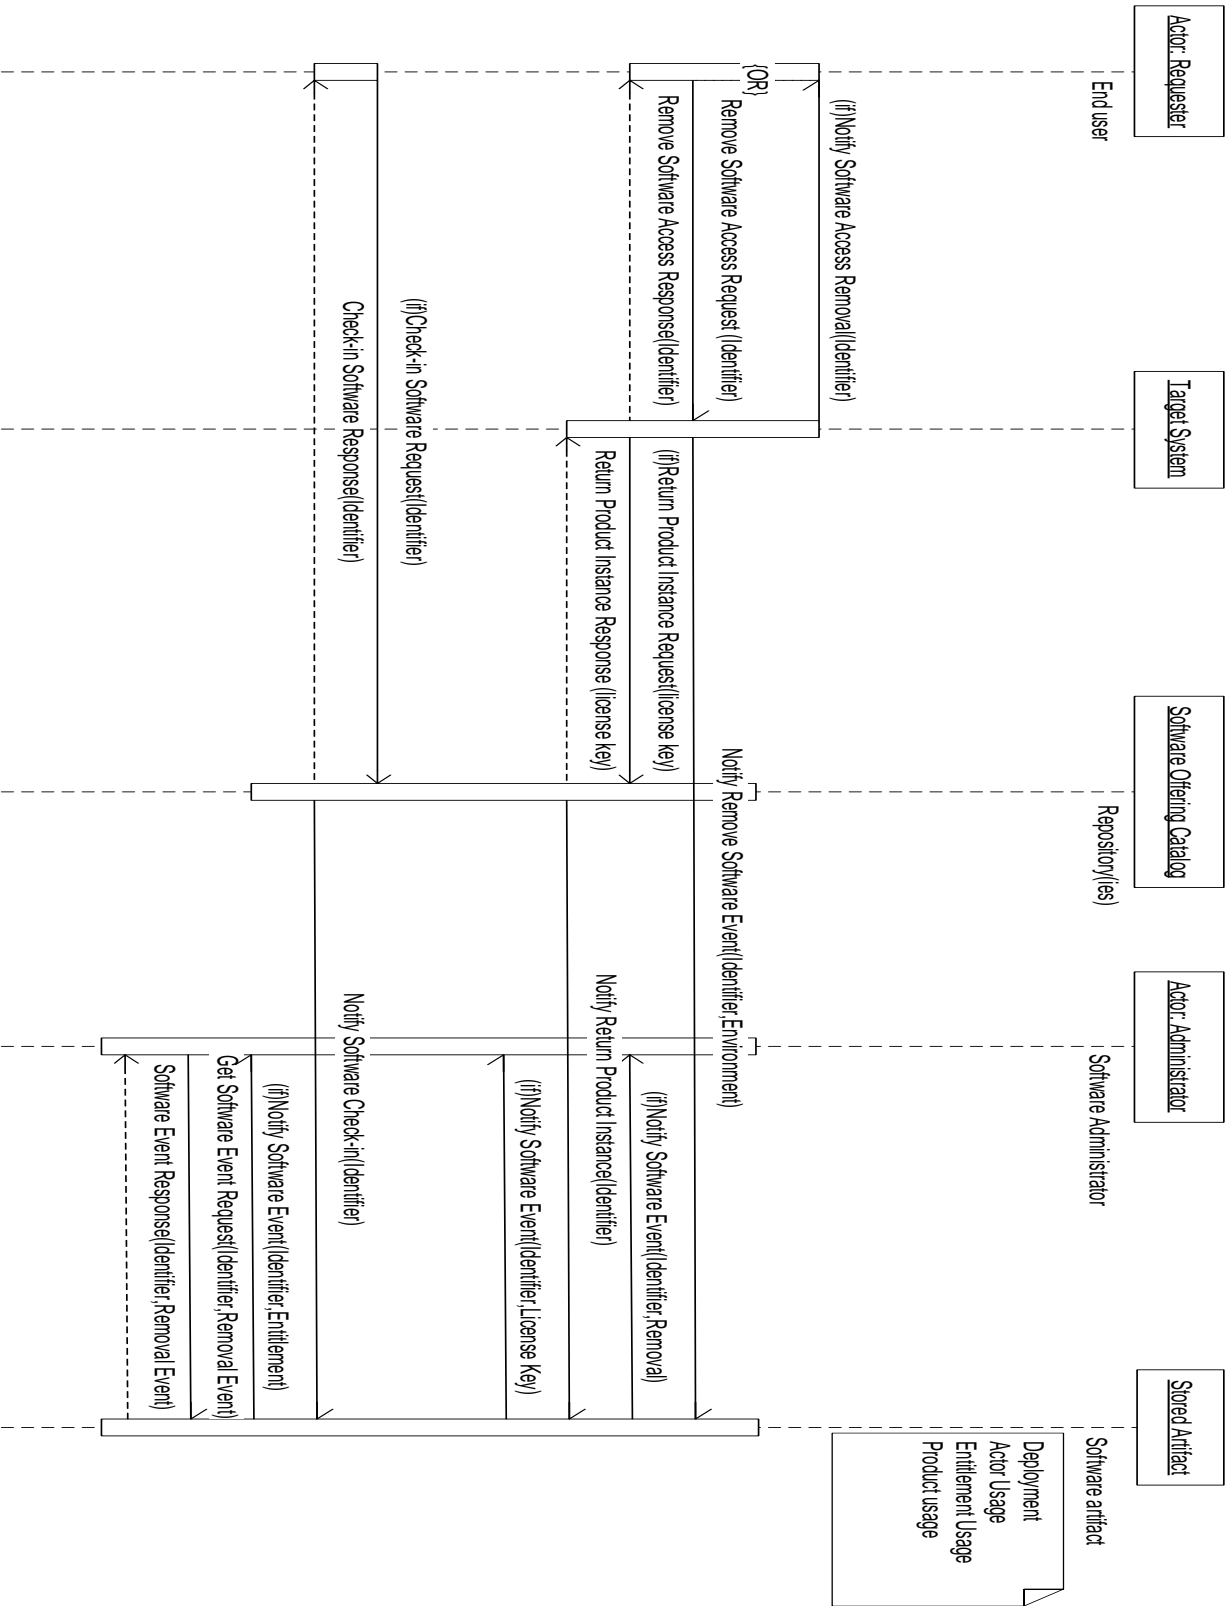 Actor: Requester
Target System
Software Offering Catalog
Actor: Administrator
Stored Artifact
End user
Repository(ies)
Software Administrator
Software artifact
Deployment
Actor Usage
Entitlement Usage
Product usage
(if)Notify Software Access Removal(Identifier)
{OR}
Remove Software Access Request (Identifier)
Notify Remove Software Event(Identifier,Environment)
Remove Software Access Response(Identifier)
(if)Return Product Instance Request(license key)
(if)Notify Software Event(Identifier,Removal)
Return Product Instance Response (license key)
Notify Return Product Instance(Identifier)
(if)Notify Software Event(Identifier,License Key)
(if)Check-in Software Request(Identifier)
Check-in Software Response(Identifier)
Notify Software Check-in(Identifier)
(if)Notify Software Event(Identifier,Entitlement)
Get Software Event Request(Identifier,Removal Event)
Software Event Response(Identifier,Removal Event)